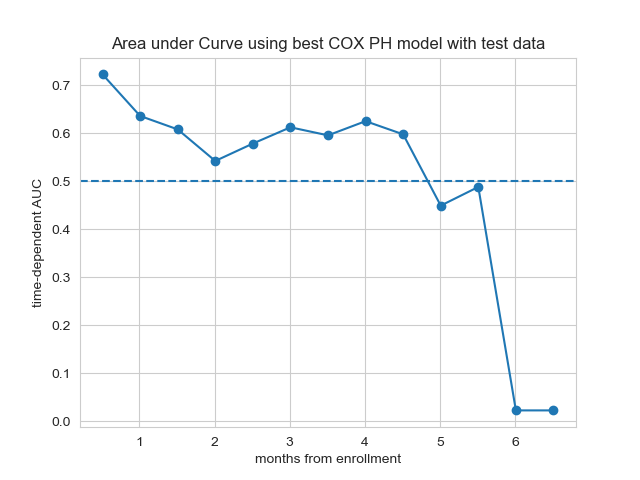 Area under Curve using best COX PH model with test data
time-dependent AUC
0.7
0.6
0.5
0.4
0.3
0.2
0.1
0.0
1 2 3 4 5 6
months from enrollment